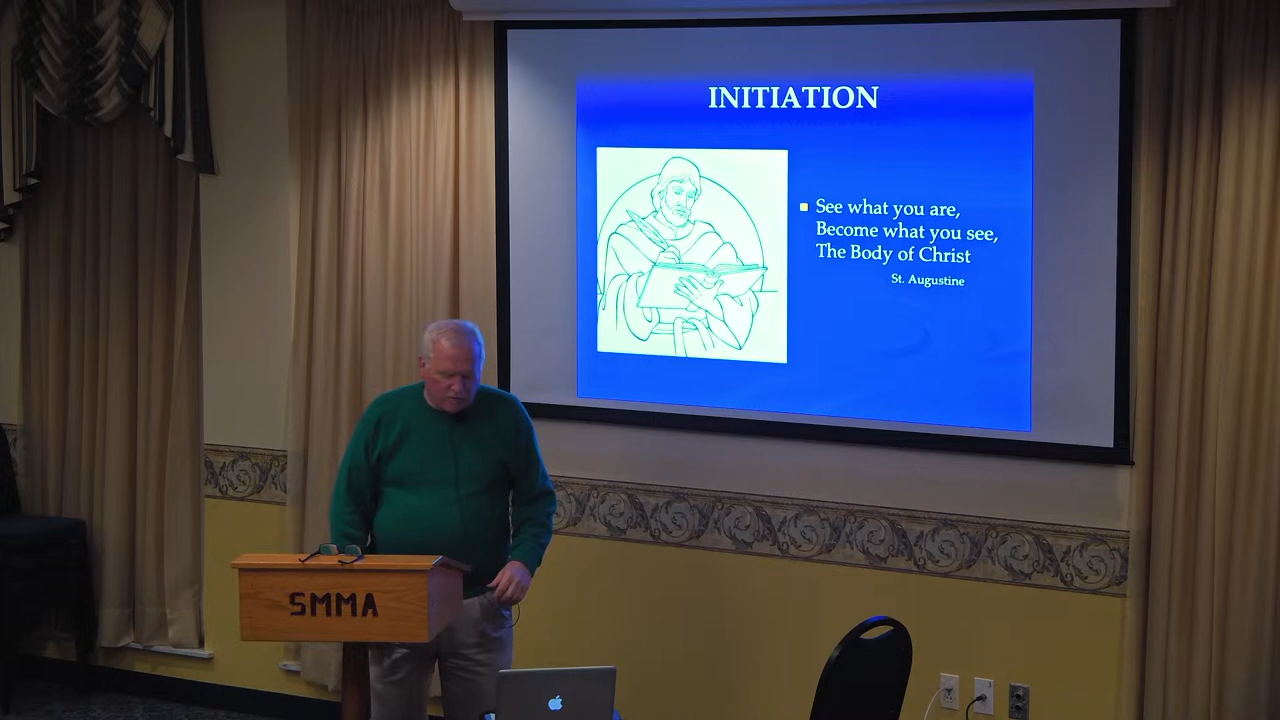 INITIATION
See what you are,
Become what you see,
The Body of Christ
St. Augustine
SMMA